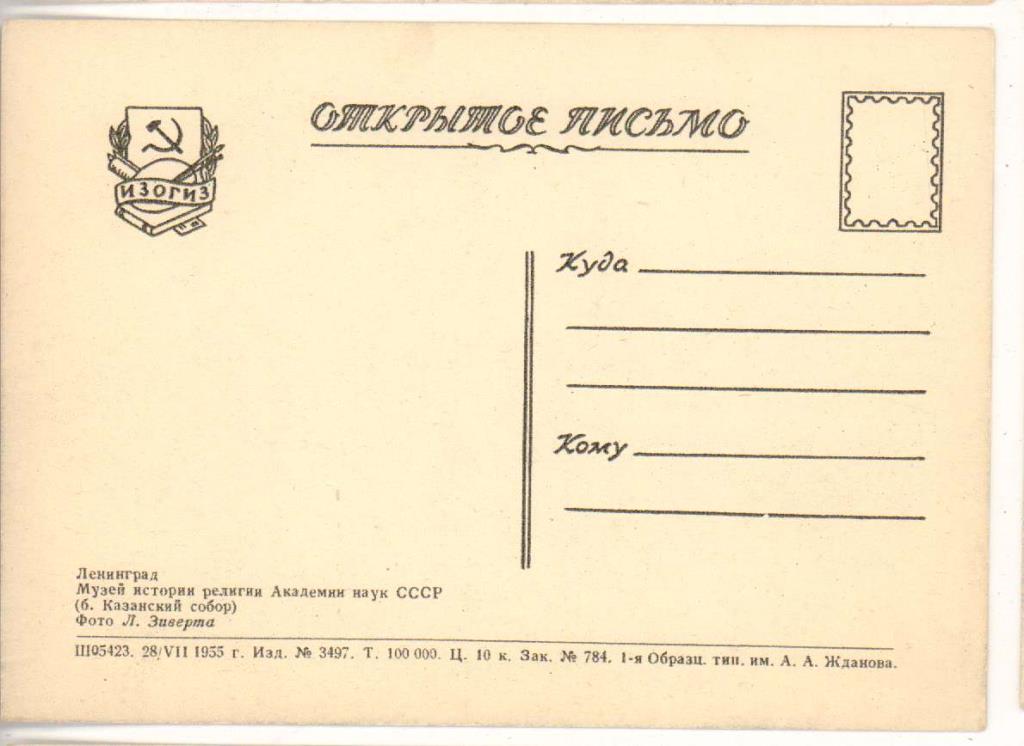 ОТКРЫТОЕ ПИСЬМО
ИЗОГИЗ
Куда
Кому
Ленинград
Музей истории религии Академии наук СССР
(б. Казанский собор)
Фото Л. Зиверта
Ш05423. 28/VII 1955 г. Изд. № 3497. Т. 100 000. Ц. 10 к. Зак. № 784. 1-я Образц. тип. им. А. А. Жданова.